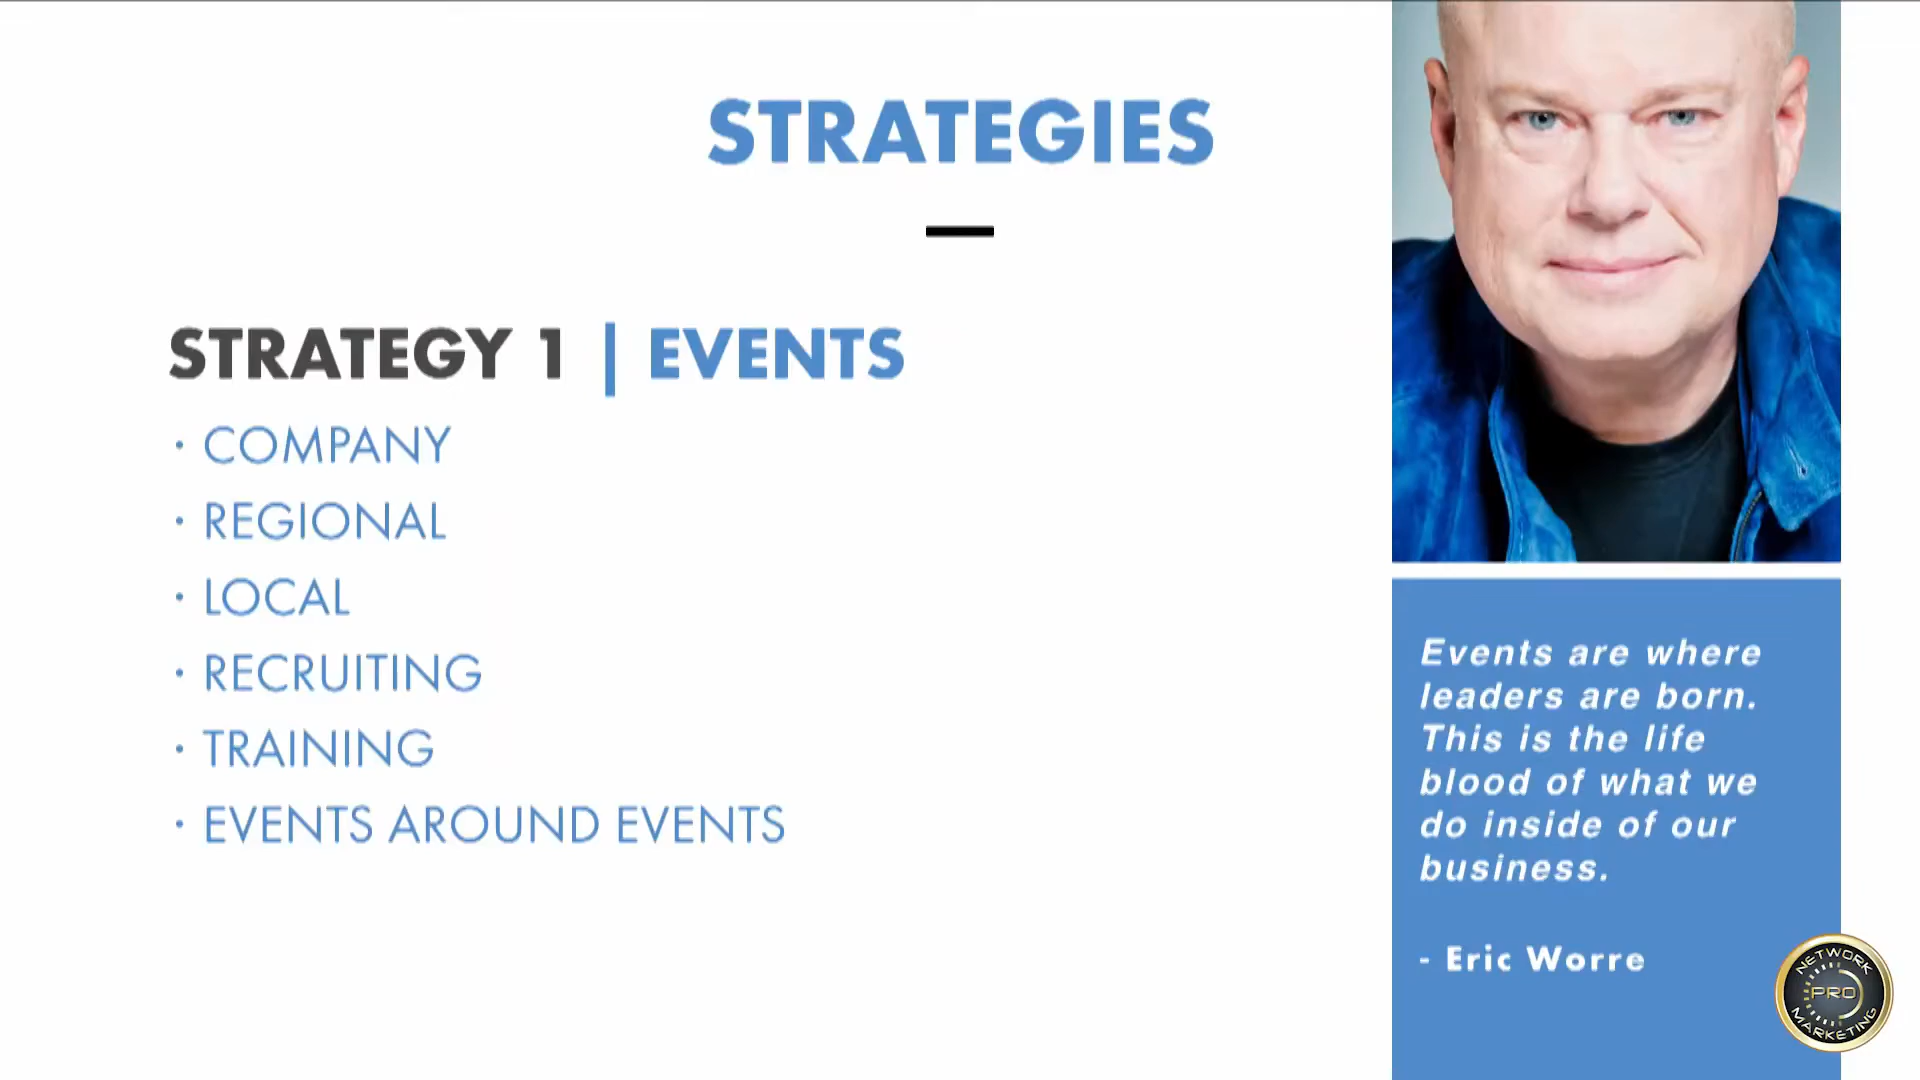 STRATEGIES
STRATEGY 1 | EVENTS
· COMPANY
· REGIONAL
· LOCAL
· RECRUITING
· TRAINING
· EVENTS AROUND EVENTS
Events are where
leaders are born.
This is the life
blood of what we
do inside of our
business.
- Eric Worre
NETWORK
PRO
MARKETING